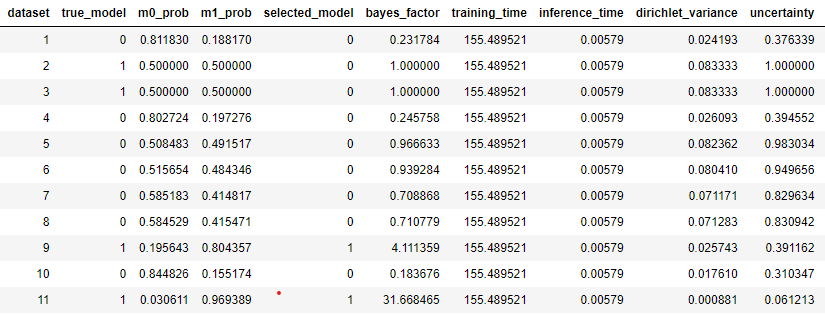 dataset true_model m0_prob m1_prob selected_model bayes_factor training_time inference_time dirichlet_variance uncertainty
1 0 0.811830 0.188170 0 0.231784 155.489521 0.00579 0.024193 0.376339
2 1 0.500000 0.500000 0 1.000000 155.489521 0.00579 0.083333 1.000000
3 1 0.500000 0.500000 0 1.000000 155.489521 0.00579 0.083333 1.000000
4 0 0.802724 0.197276 0 0.245758 155.489521 0.00579 0.026093 0.394552
5 0 0.508483 0.491517 0 0.966633 155.489521 0.00579 0.082362 0.983034
6 0 0.515654 0.484346 0 0.939284 155.489521 0.00579 0.080410 0.949656
7 0 0.585183 0.414817 0 0.708868 155.489521 0.00579 0.071171 0.829634
8 0 0.584529 0.415471 0 0.710779 155.489521 0.00579 0.071283 0.830942
9 1 0.195643 0.804357 1 4.111359 155.489521 0.00579 0.025743 0.391162
10 0 0.844826 0.155174 0 0.183676 155.489521 0.00579 0.017610 0.310347
11 1 0.030611 0.969389 1 31.668465 155.489521 0.00579 0.000881 0.061213